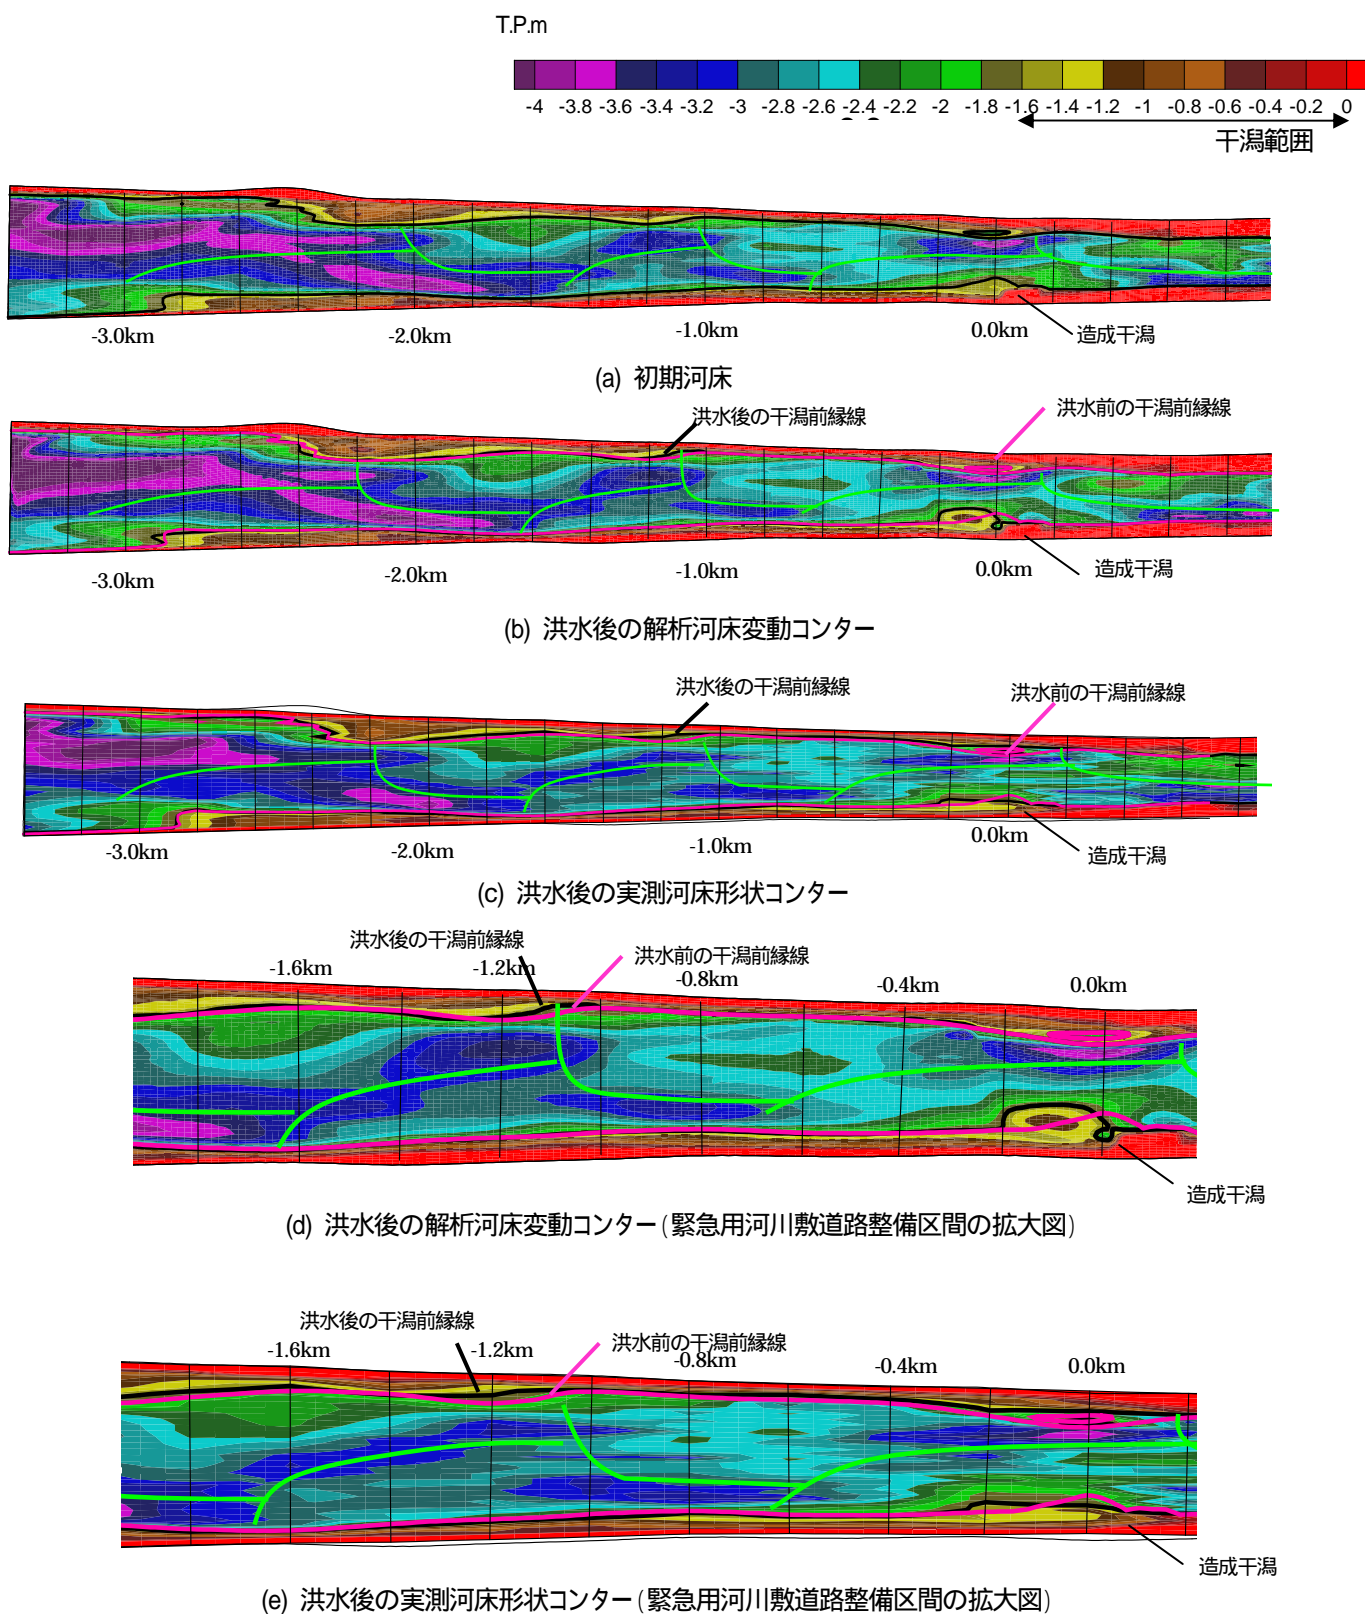 T.P.m
-4 -3.8 -3.6 -3.4 -3.2 -3 -2.8 -2.6 -2.4 -2.2 -2 -1.8 -1.6 -1.4 -1.2 -1 -0.8 -0.6 -0.4 -0.2 0
干潟範囲
-3.0km -2.0km -1.0km 0.0km 造成干潟
(a) 初期河床
洪水後の干潟前縁線 洪水前の干潟前縁線
-3.0km -2.0km -1.0km 0.0km 造成干潟
(b) 洪水後の解析河床変動コンター
洪水後の干潟前縁線 洪水前の干潟前縁線
-3.0km -2.0km -1.0km 0.0km 造成干潟
(c) 洪水後の実測河床形状コンター
洪水後の干潟前縁線 洪水前の干潟前縁線
-1.6km -1.2km -0.8km -0.4km 0.0km
造成干潟
(d) 洪水後の解析河床変動コンター(緊急用河川敷道路整備区間の拡大図)
洪水後の干潟前縁線 洪水前の干潟前縁線
-1.6km -1.2km -0.8km -0.4km 0.0km
造成干潟
(e) 洪水後の実測河床形状コンター(緊急用河川敷道路整備区間の拡大図)